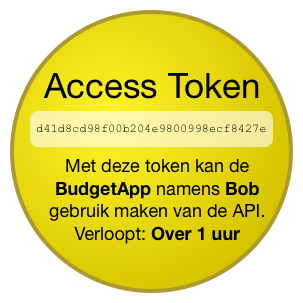 Access Token
d41d8cd98f00b204e9800998ecf8427e
Met deze token kan de
BudgetApp namens Bob
gebruik maken van de API.
Verloopt: Over 1 uur